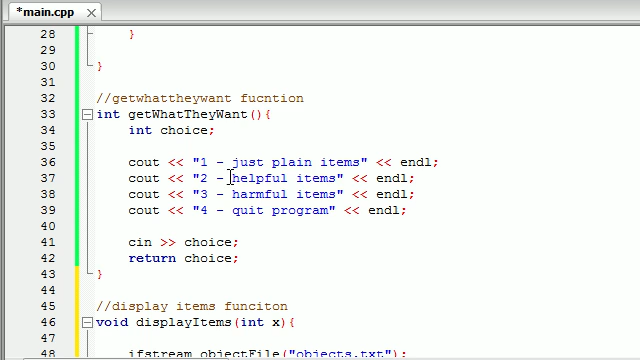 *main.cpp
28 }
29
30 }
31
32 //getwhattheywant fucntion
33 int getWhatTheyWant(){
34 int choice;
35
36 cout << "1 - just plain items" << endl;
37 cout << "2 - helpful items" << endl;
38 cout << "3 - harmful items" << endl;
39 cout << "4 - quit program" << endl;
40
41 cin >> choice;
42 return choice;
43 }
44
45 //display items funciton
46 void displayItems(int x){
47
48 ifstream objectFile("objects.txt");